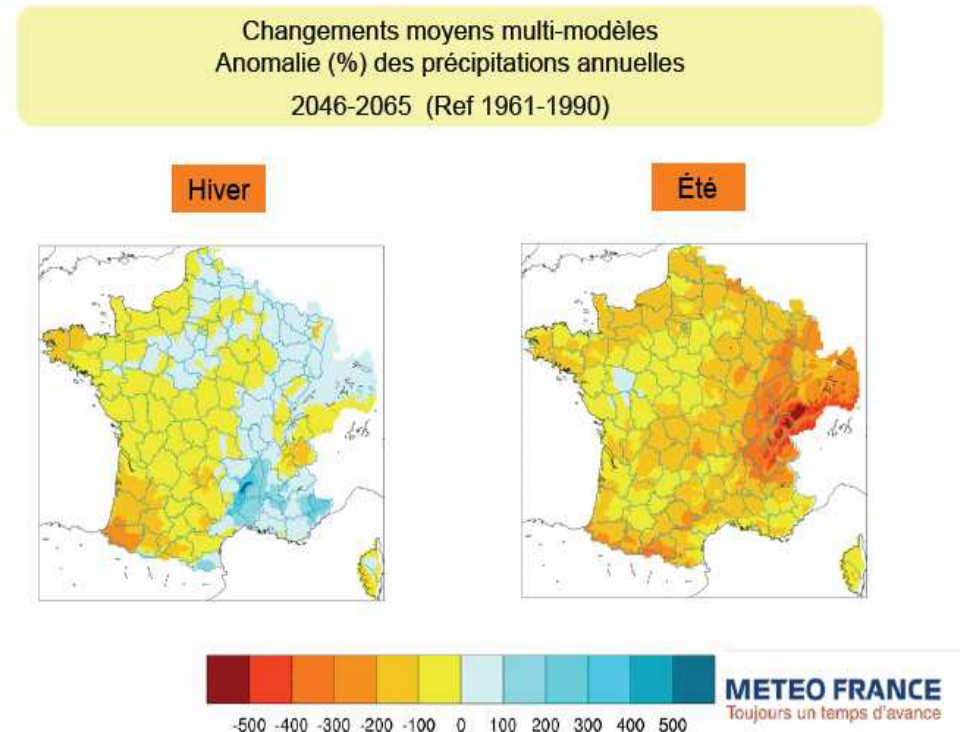 Changements moyens multi-modèles
Anomalie (%) des précipitations annuelles
2046-2065 (Ref 1961-1990)
Hiver
Été
-500 -400 -300 -200 -100 0 100 200 300 400 500
METEO FRANCE
Toujours un temps d'avance